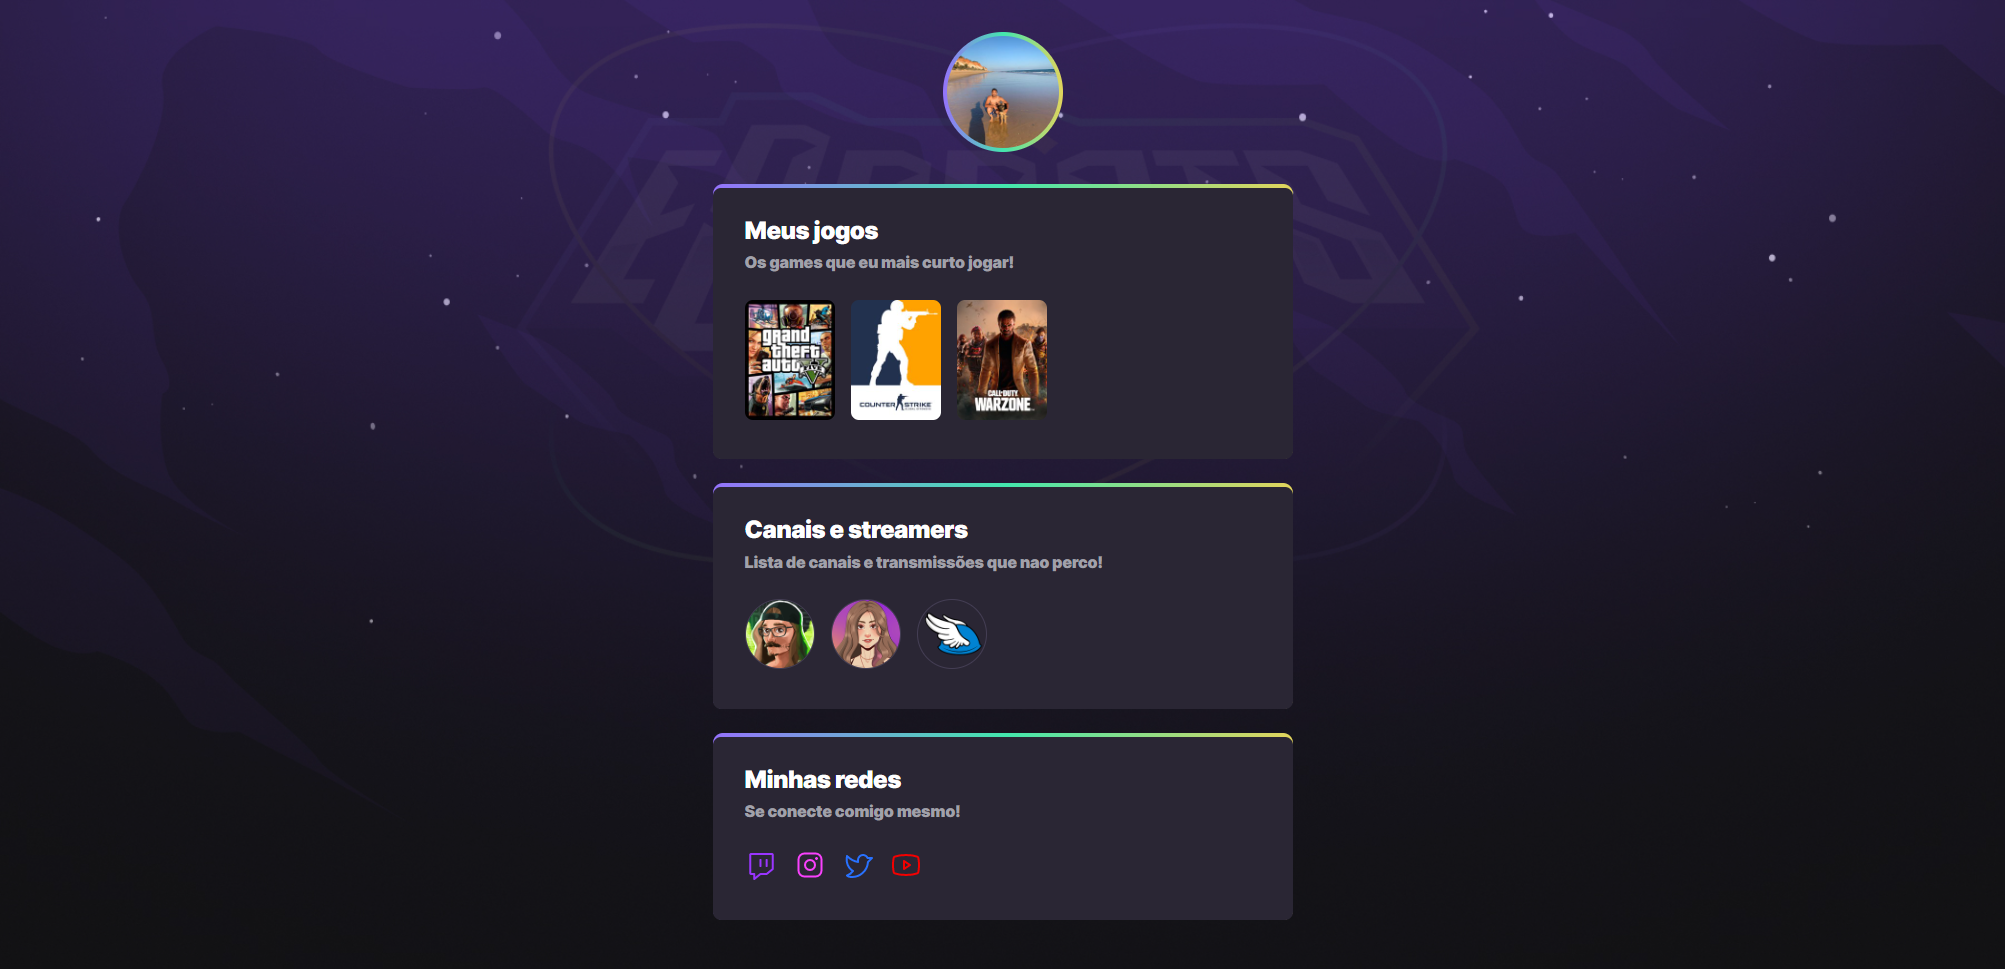 Meus jogos
Os games que eu mais curto jogar!
grand
theft
auto
FIVE
COUNTER STRIKE
CALL OF DUTY
WARZONE
Canais e streamers
Lista de canais e transmissões que nao perco!
Minhas redes
Se conecte comigo mesmo!